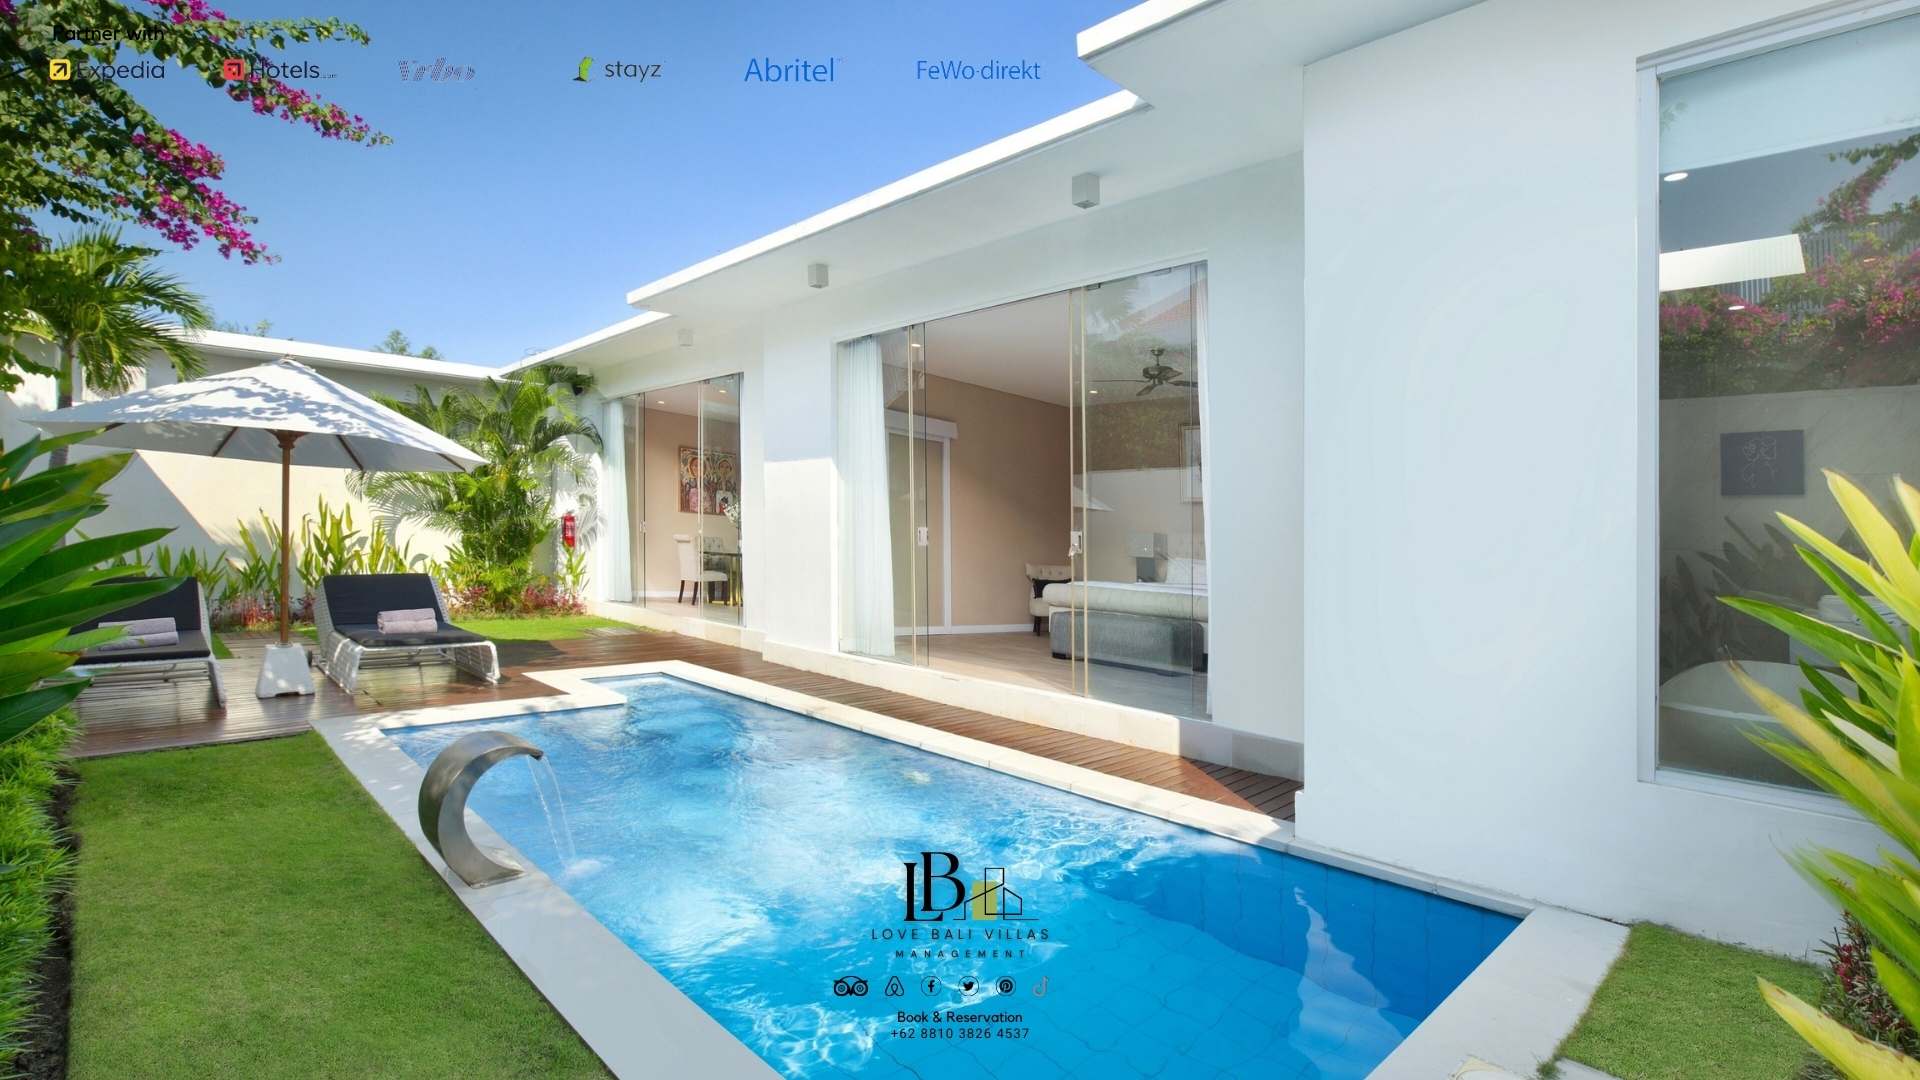 Partner with
Expedia
Hotels.com
Vrbo
stayz
Abritel
FeWo-direkt
LB
LOVE BALI VILLAS
MANAGEMENT
Book & Reservation
+62 8810 3826 4537